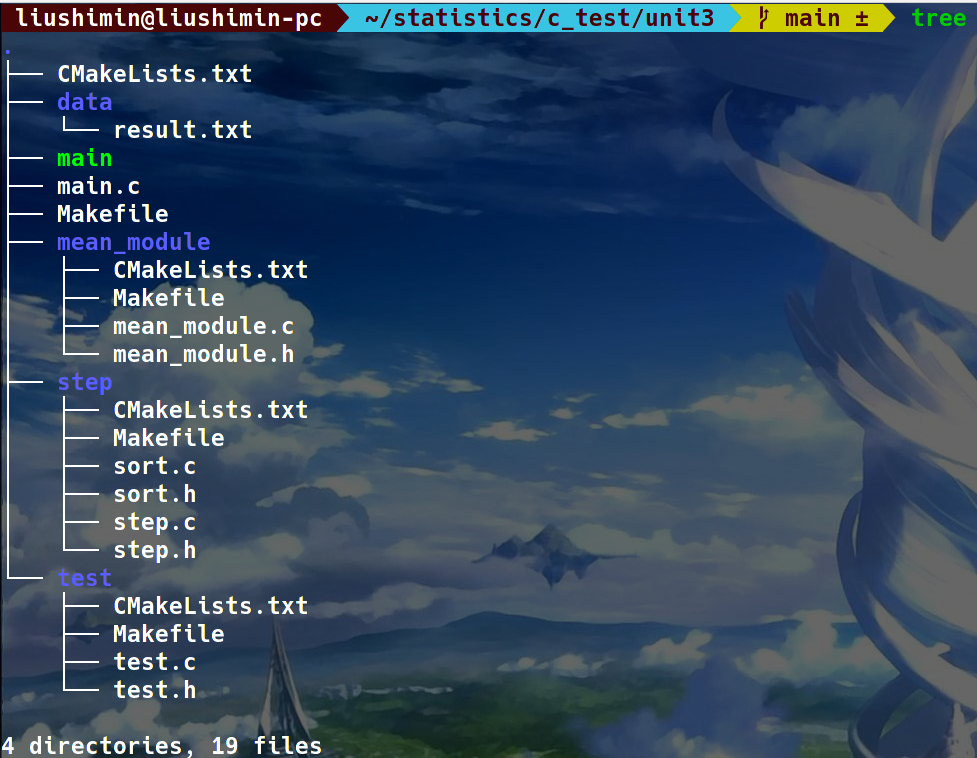 liushimin@liushimin-pc ~/statistics/c_test/unit3 main ± tree
.
├── CMakeLists.txt
├── data
│   └── result.txt
├── main
├── main.c
├── Makefile
├── mean_module
│   ├── CMakeLists.txt
│   ├── Makefile
│   ├── mean_module.c
│   └── mean_module.h
├── step
│   ├── CMakeLists.txt
│   ├── Makefile
│   ├── sort.c
│   ├── sort.h
│   ├── step.c
│   └── step.h
└── test
    ├── CMakeLists.txt
    ├── Makefile
    ├── test.c
    └── test.h
4 directories, 19 files